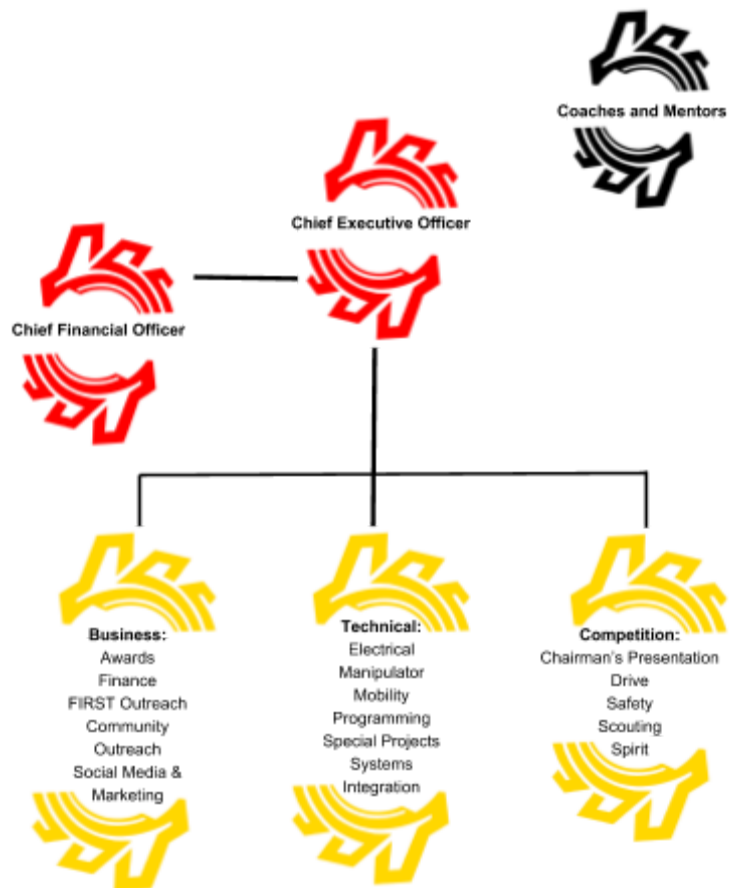 Coaches and Mentors
Chief Executive Officer
Chief Financial Officer
Business:
Awards
Finance
FIRST Outreach
Community
Outreach
Social Media &
Marketing
Technical:
Electrical
Manipulator
Mobility
Programming
Special Projects
Systems
Integration
Competition:
Chairman's Presentation
Drive
Safety
Scouting
Spirit